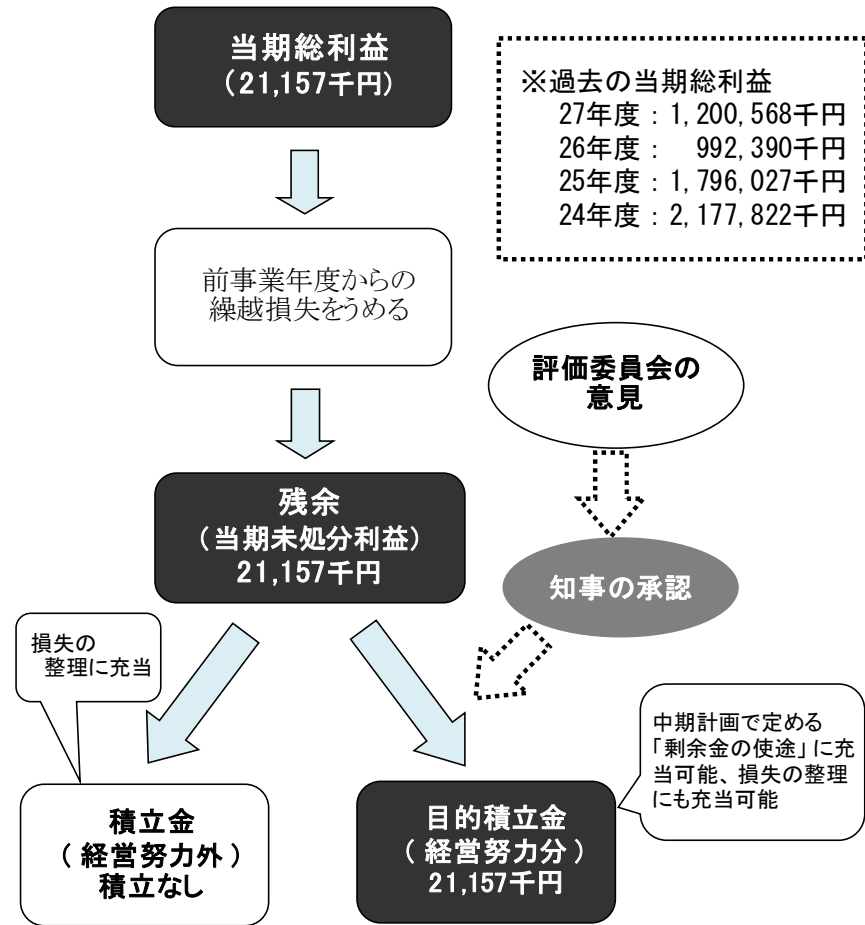 当期総利益
(21,157千円)
※過去の当期総利益
27年度：1,200,568千円
26年度： 992,390千円
25年度：1,796,027千円
24年度：2,177,822千円
前事業年度からの
繰越損失をうめる
評価委員会の
意見
残余
(当期未処分利益)
21,157千円
知事の承認
損失の
整理に充当
中期計画で定める
「剰余金の使途」に充
当可能、損失の整理
にも充当可能
積立金
(経営努力外)
積立なし
目的積立金
(経営努力分)
21,157千円